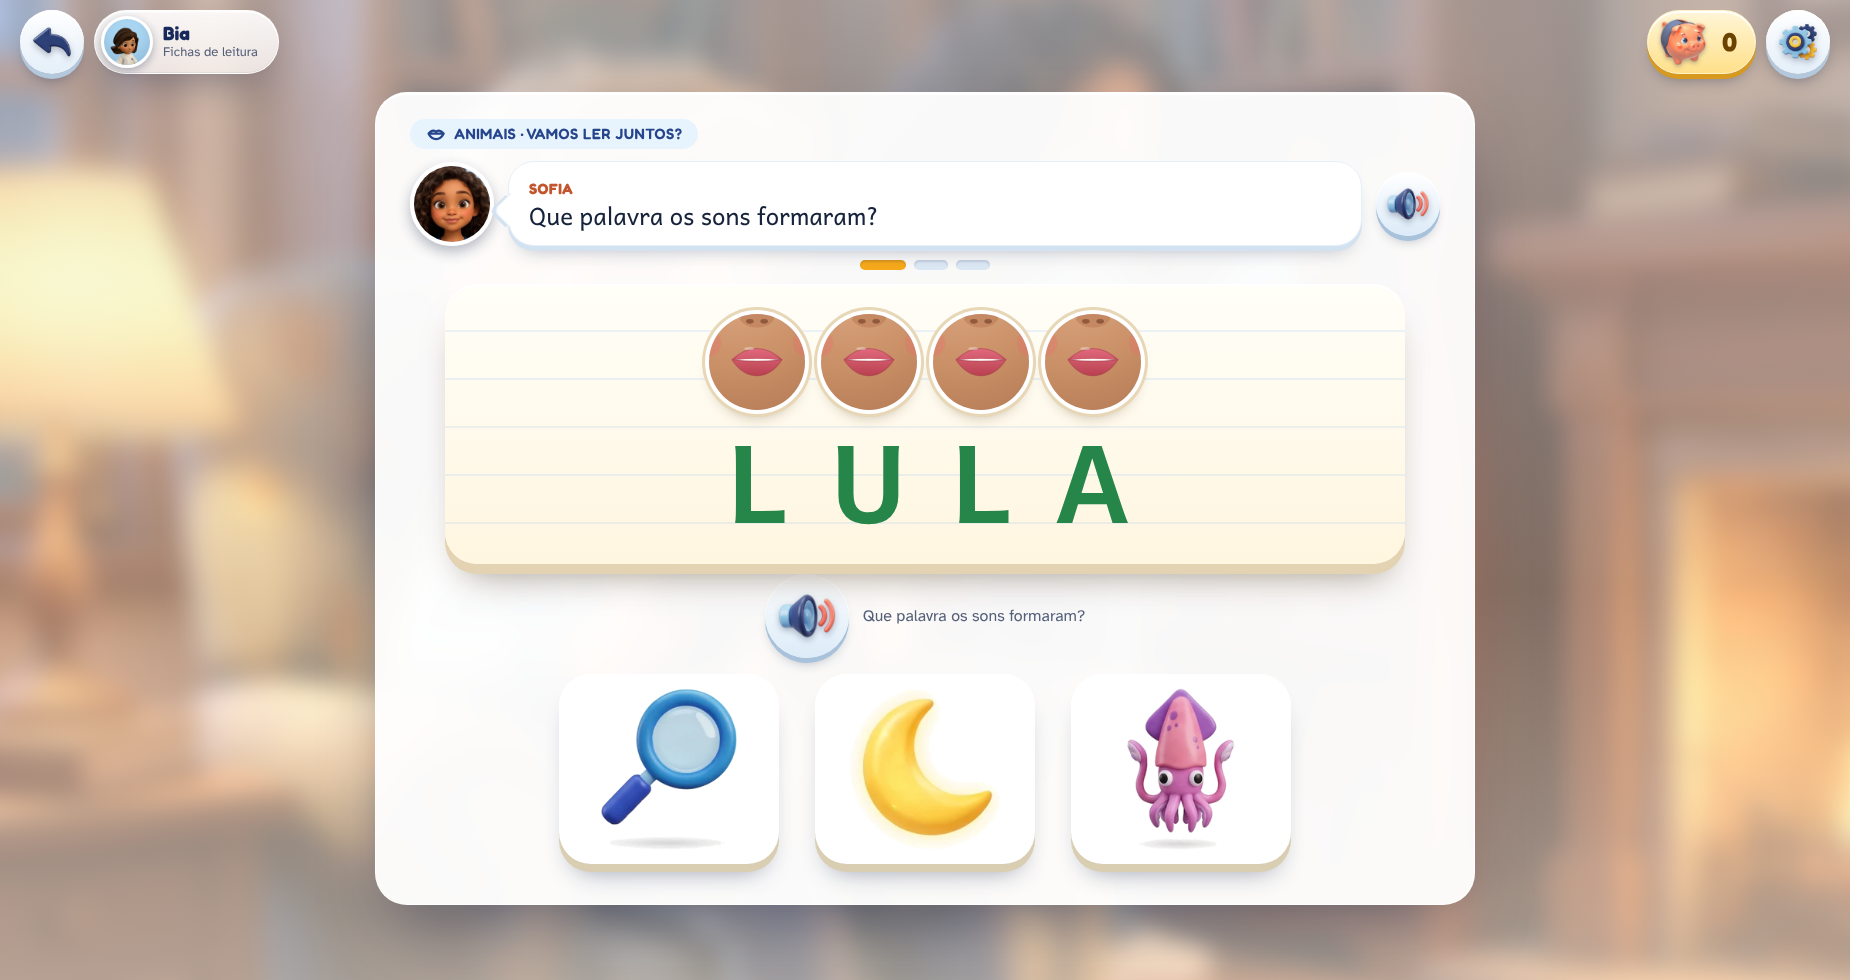 Bia
Fichas de leitura
0
ANIMAIS · VAMOS LER JUNTOS?
SOFIA
Que palavra os sons formaram?
L U L A
Que palavra os sons formaram?